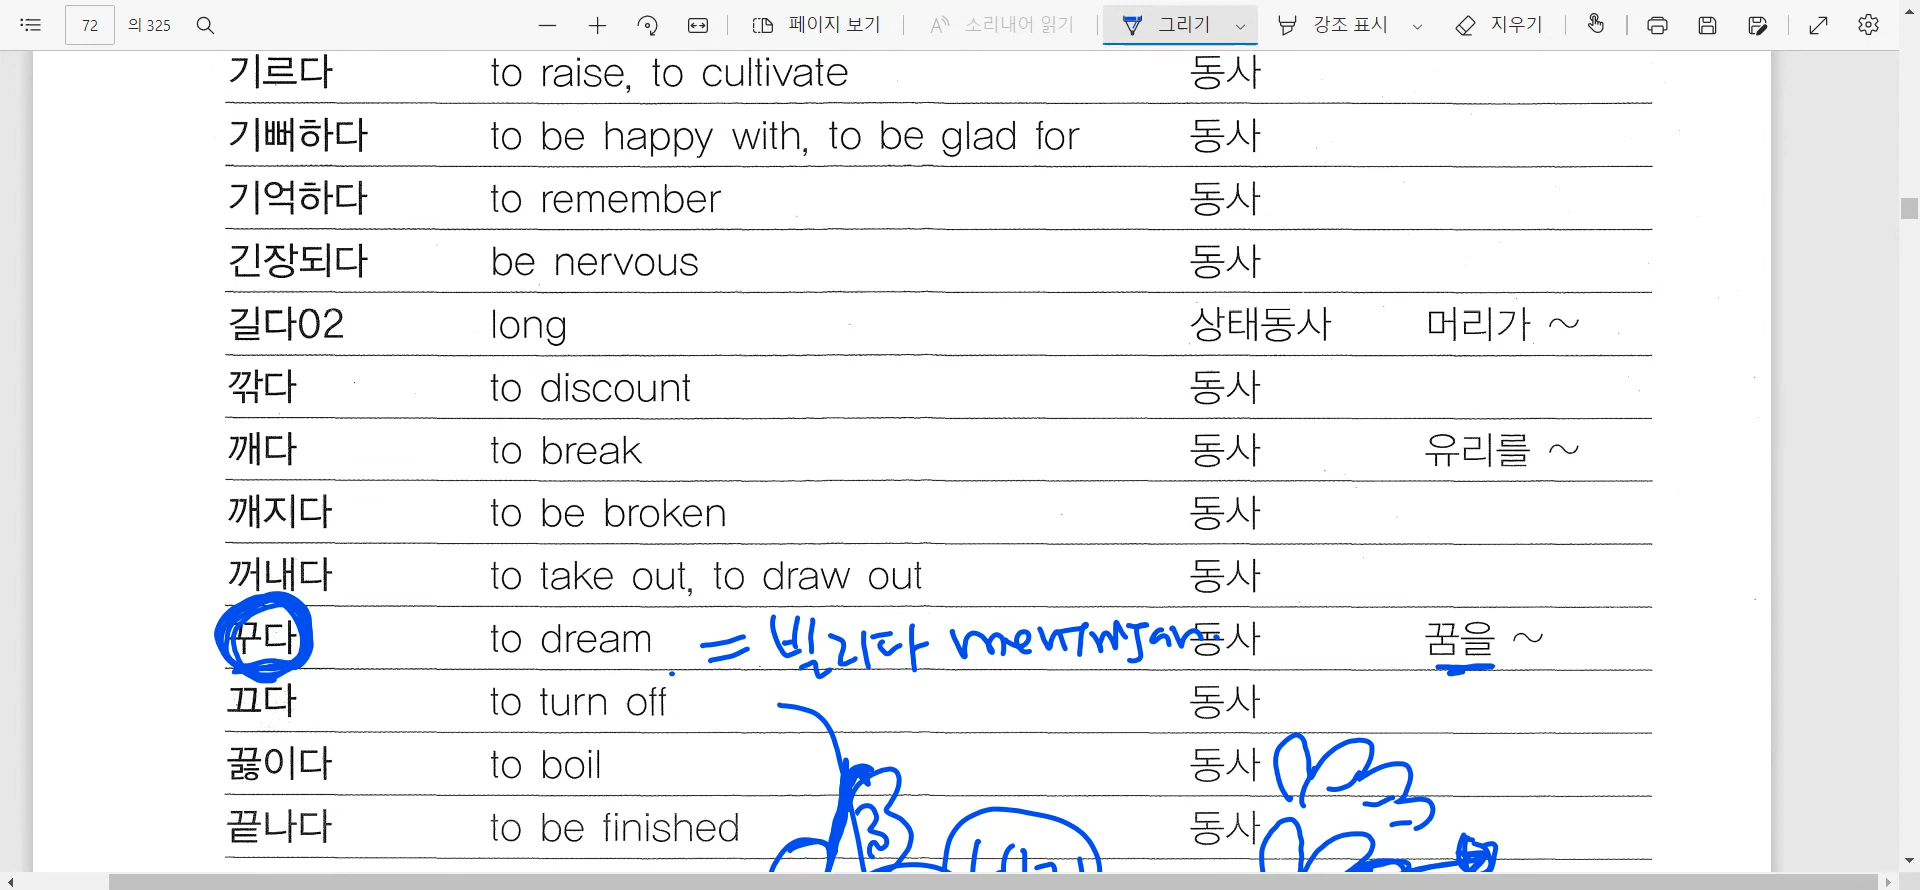 72 의 325 페이지 보기 소리내어 읽기 그리기 강조 표시 지우기
기르다 to raise, to cultivate 동사
기뻐하다 to be happy with, to be glad for 동사
기억하다 to remember 동사
긴장되다 be nervous 동사
길다02 long 상태동사 머리가 ~
깎다 to discount 동사
깨다 to break 동사 유리를 ~
깨지다 to be broken 동사
꺼내다 to take out, to draw out 동사
꾸다 to dream = 빌리다 meminjam. 동사 꿈을 ~
끄다 to turn off 동사
끓이다 to boil 동사
끝나다 to be finished 동사